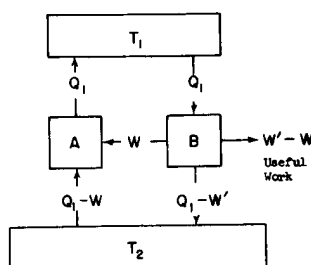 T₁
Q₁ Q₁
A W B W' – W
Useful
Work
Q₁–W Q₁–W'
T₂